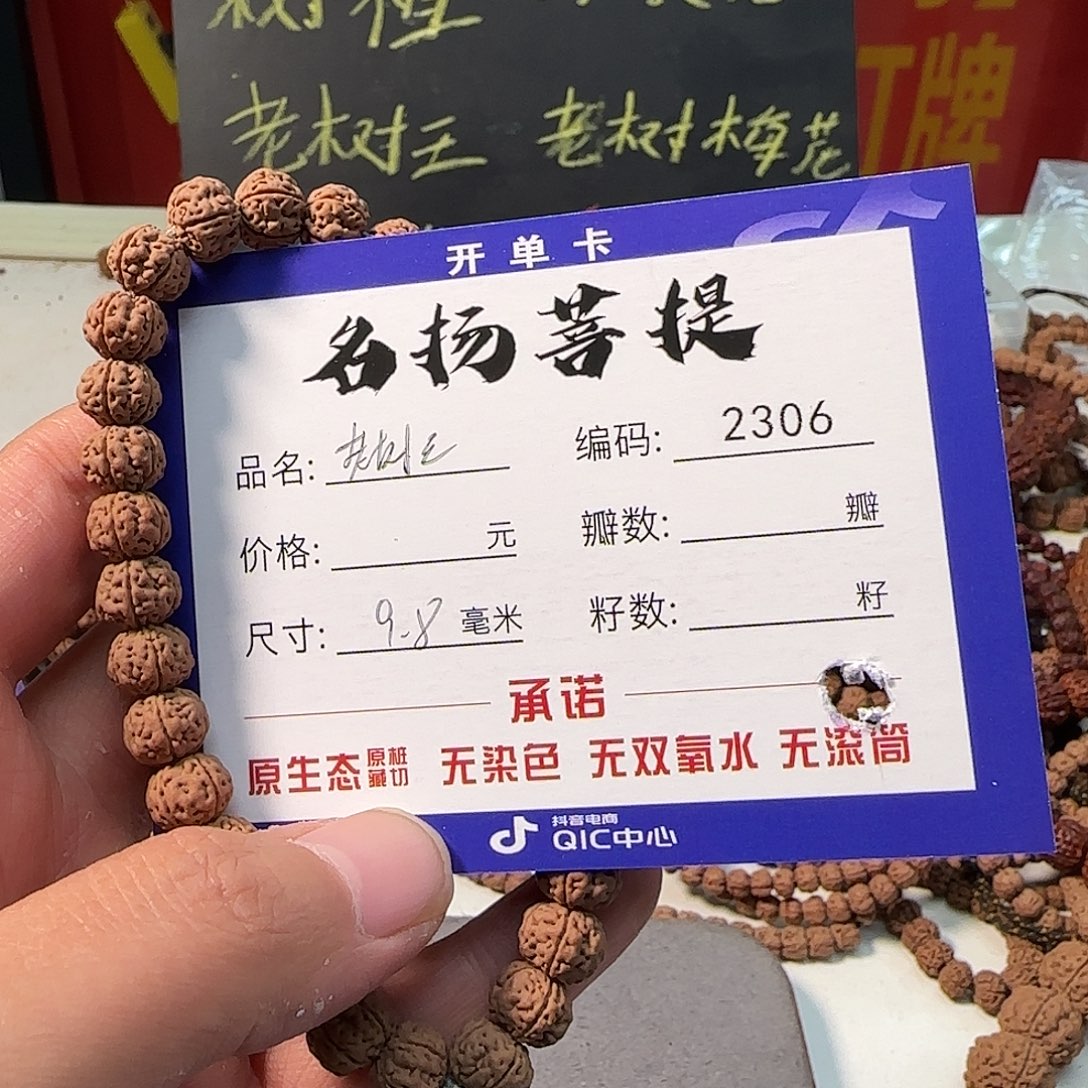 老树王 老树梅花
订牌
开单卡
名扬菩提
品名: 老树王 编码: 2306
价格: 元 瓣数: 瓣
尺寸: 9.8 毫米 籽数: 籽
承诺
原生态 原桩藏切 无染色 无双氧水 无滚筒
抖音电商
QIC中心